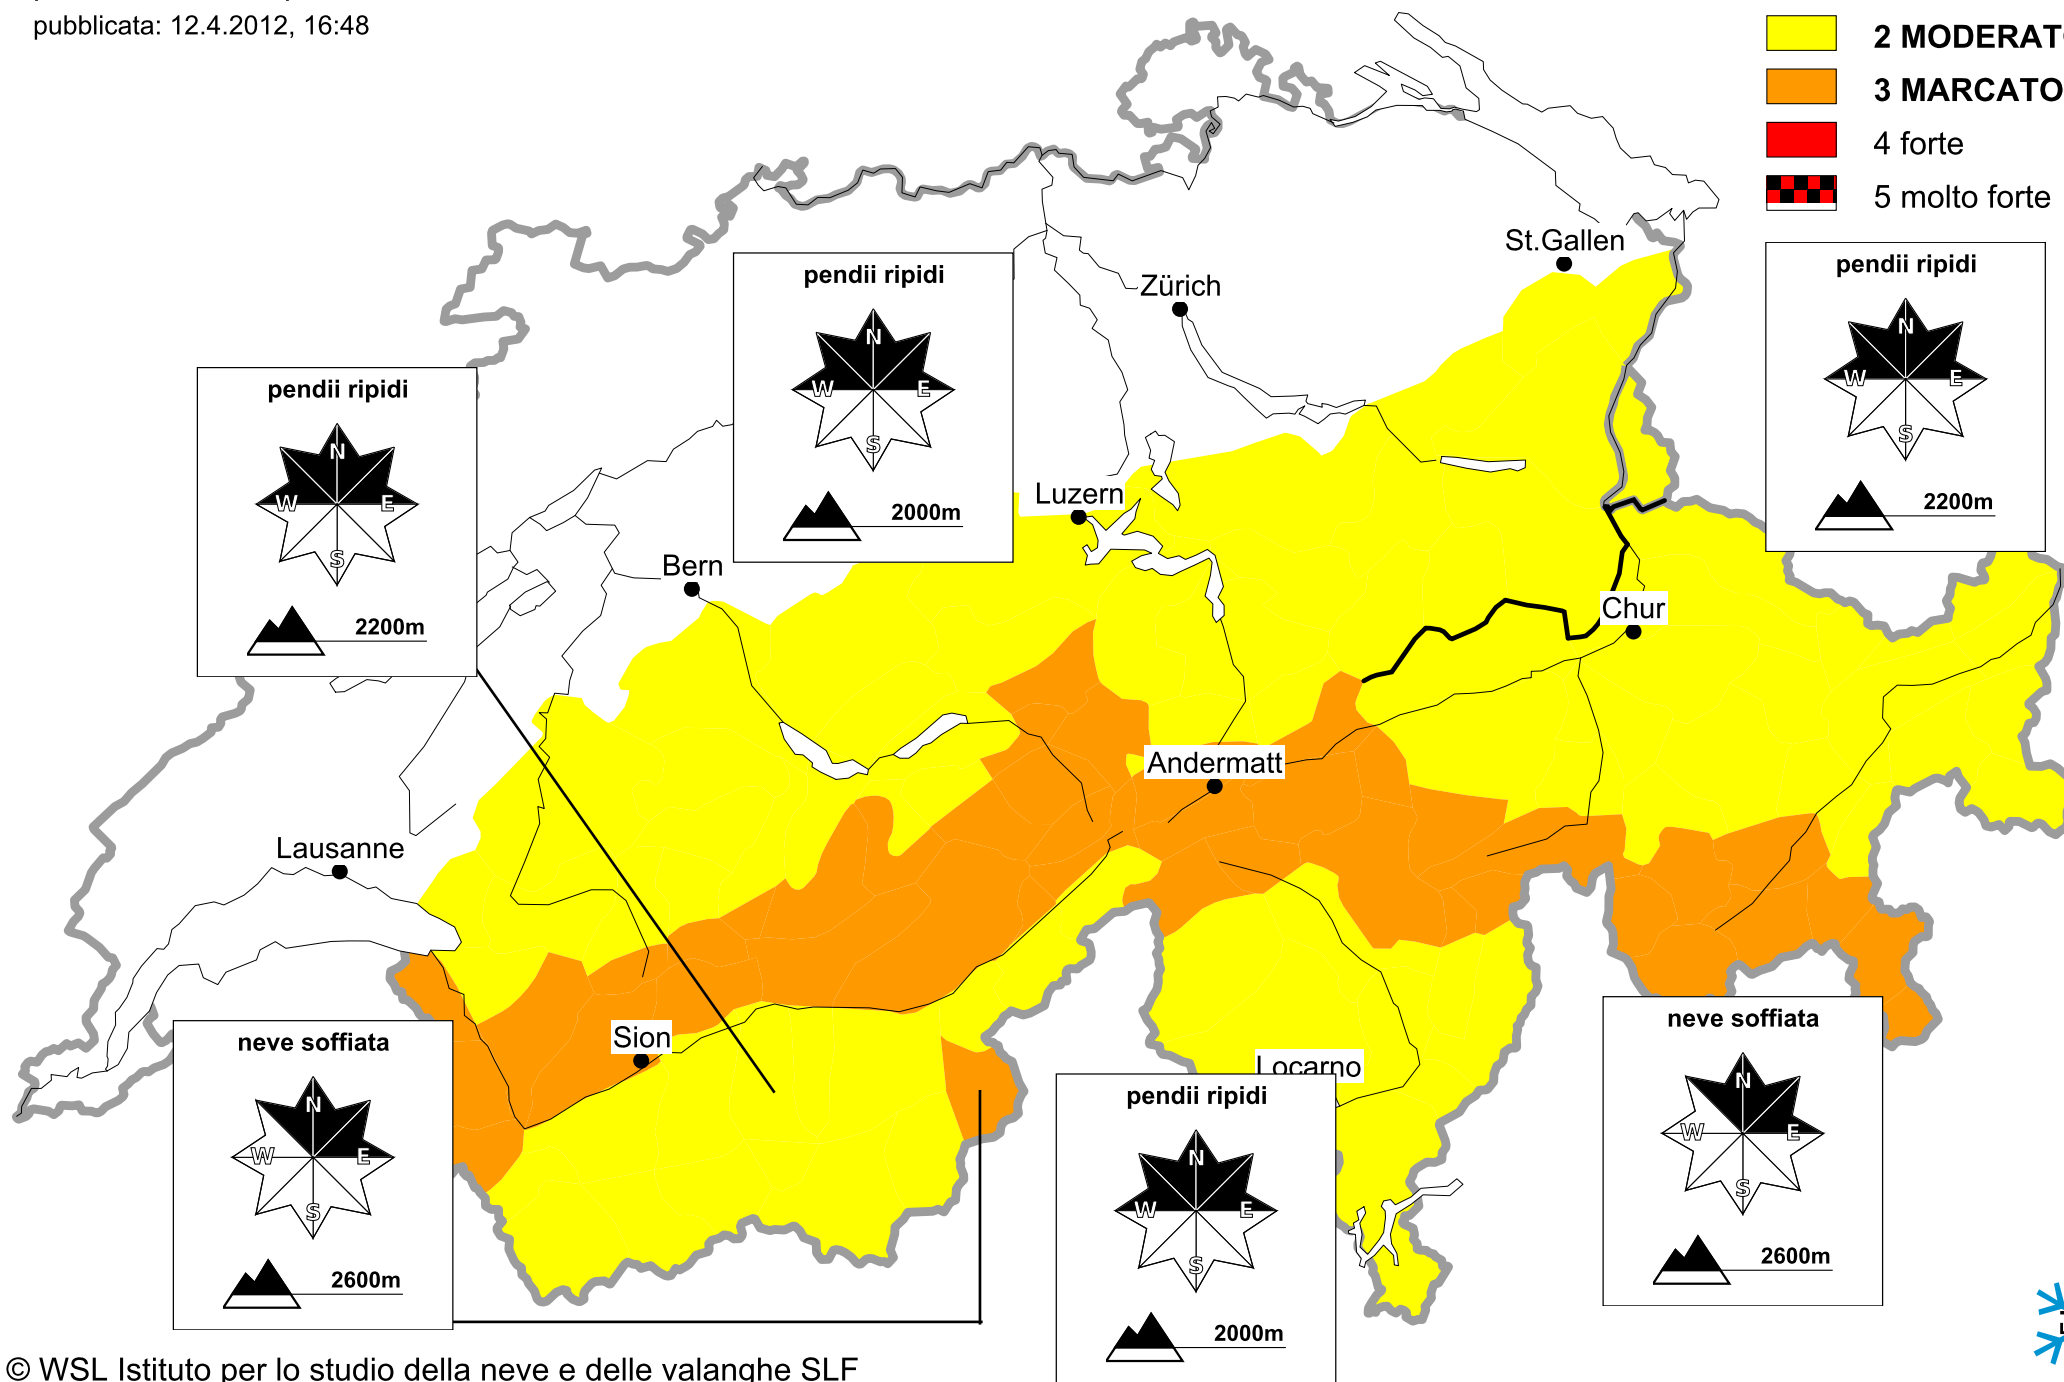 pubblicata: 12.4.2012, 16:48
2 MODERATO
3 MARCATO
4 forte
5 molto forte
St.Gallen
pendii ripidi
N
W E
S
2200m
pendii ripidi
N
W E
S
2000m
Zürich
pendii ripidi
N
W E
S
2200m
Luzern
Bern
Chur
Andermatt
Lausanne
Sion
Locarno
neve soffiata
N
W E
S
2600m
pendii ripidi
N
W E
S
2000m
neve soffiata
N
W E
S
2600m
© WSL Istituto per lo studio della neve e delle valanghe SLF